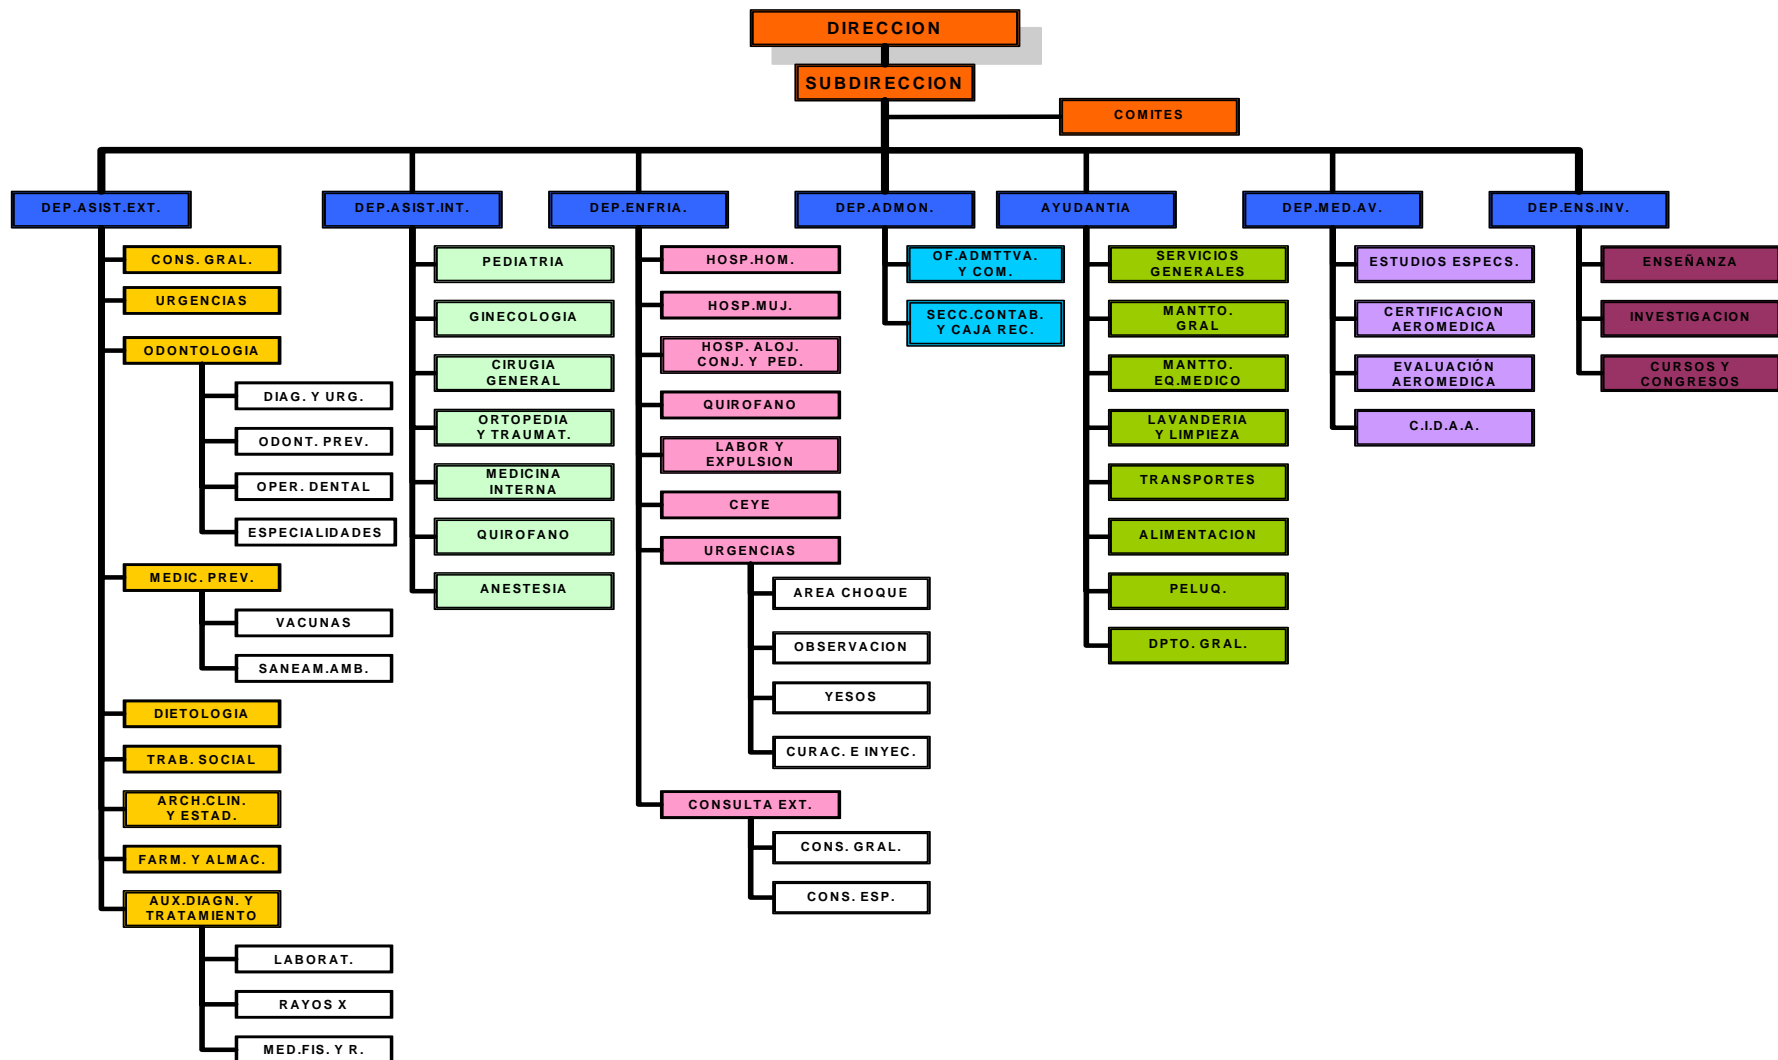 DIRECCION
SUBDIRECCION
COMITES
DEP.ASIST.EXT.
DEP.ASIST.INT.
DEP.ENFRIA.
DEP.ADMON.
AYUDANTIA
DEP.MED.AV.
DEP.ENS.INV.
CONS. GRAL.
URGENCIAS
ODONTOLOGIA
DIAG. Y URG.
ODONT. PREV.
OPER. DENTAL
ESPECIALIDADES
MEDIC. PREV.
VACUNAS
SANEAM.AMB.
DIETOLOGIA
TRAB. SOCIAL
ARCH.CLIN.
Y ESTAD.
FARM. Y ALMAC.
AUX.DIAGN. Y
TRATAMIENTO
LABORAT.
RAYOS X
MED.FIS. Y R.
PEDIATRIA
GINECOLOGIA
CIRUGIA
GENERAL
ORTOPEDIA
Y TRAUMAT.
MEDICINA
INTERNA
QUIROFANO
ANESTESIA
HOSP.HOM.
HOSP.MUJ.
HOSP. ALOJ.
CONJ. Y PED.
QUIROFANO
LABOR Y
EXPULSION
CEYE
URGENCIAS
AREA CHOQUE
OBSERVACION
YESOS
CURAC. E INYEC.
CONSULTA EXT.
CONS. GRAL.
CONS. ESP.
OF.ADMTTVA.
Y COM.
SECC.CONTAB.
Y CAJA REC.
SERVICIOS
GENERALES
MANTTO.
GRAL
MANTTO.
EQ.MEDICO
LAVANDERIA
Y LIMPIEZA
TRANSPORTES
ALIMENTACION
PELUQ.
DPTO. GRAL.
ESTUDIOS ESPECS.
CERTIFICACION
AEROMEDICA
EVALUACIÓN
AEROMEDICA
C.I.D.A.A.
ENSEÑANZA
INVESTIGACION
CURSOS Y
CONGRESOS